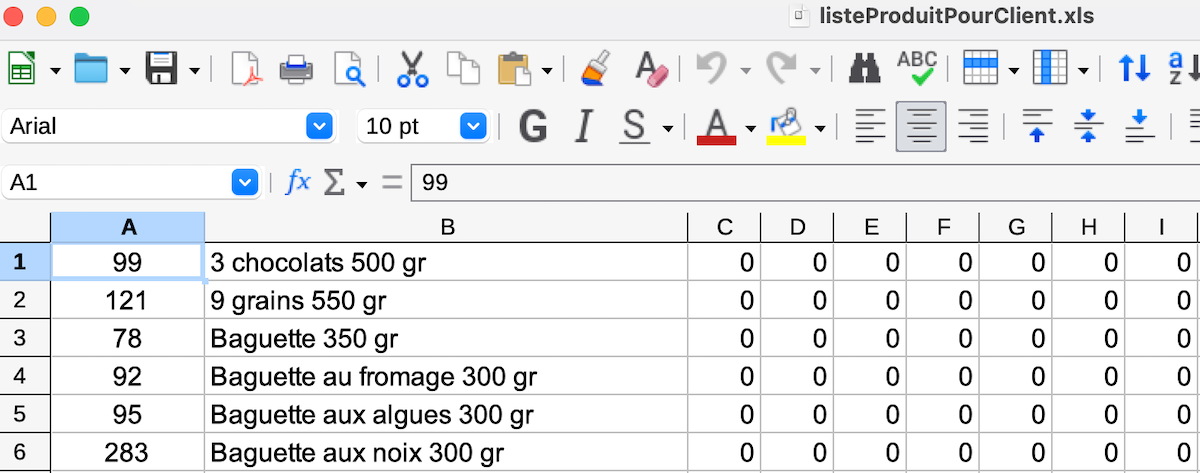 listeProduitPourClient.xls
ABC
Arial 10 pt G I S A
A1 fx Σ = 99
A B C D E F G H I
1 99 3 chocolats 500 gr 0 0 0 0 0 0 0
2 121 9 grains 550 gr 0 0 0 0 0 0 0
3 78 Baguette 350 gr 0 0 0 0 0 0 0
4 92 Baguette au fromage 300 gr 0 0 0 0 0 0 0
5 95 Baguette aux algues 300 gr 0 0 0 0 0 0 0
6 283 Baguette aux noix 300 gr 0 0 0 0 0 0 0